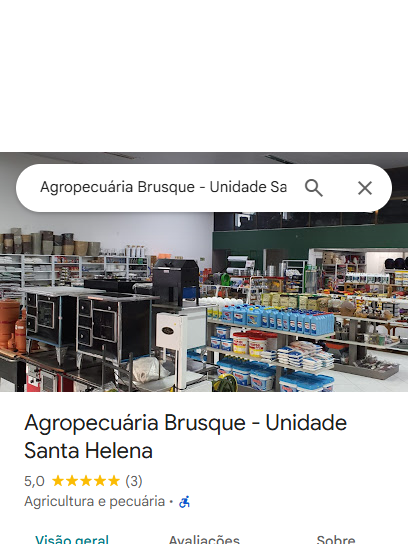 Agropecuária Brusque - Unidade Sa
Agropecuária Brusque - Unidade
Santa Helena
5,0 (3)
Agricultura e pecuária ·
Visão geral
Avaliações
Sobre